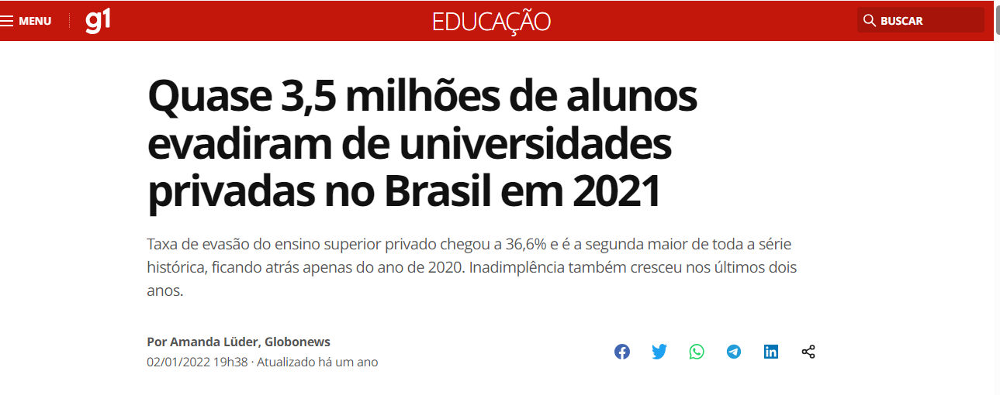 MENU
g1
EDUCAÇÃO
BUSCAR
Quase 3,5 milhões de alunos
evadiram de universidades
privadas no Brasil em 2021
Taxa de evasão do ensino superior privado chegou a 36,6% e é a segunda maior de toda a série
histórica, ficando atrás apenas do ano de 2020. Inadimplência também cresceu nos últimos dois
anos.
Por Amanda Lüder, Globonews
02/01/2022 19h38 · Atualizado há um ano